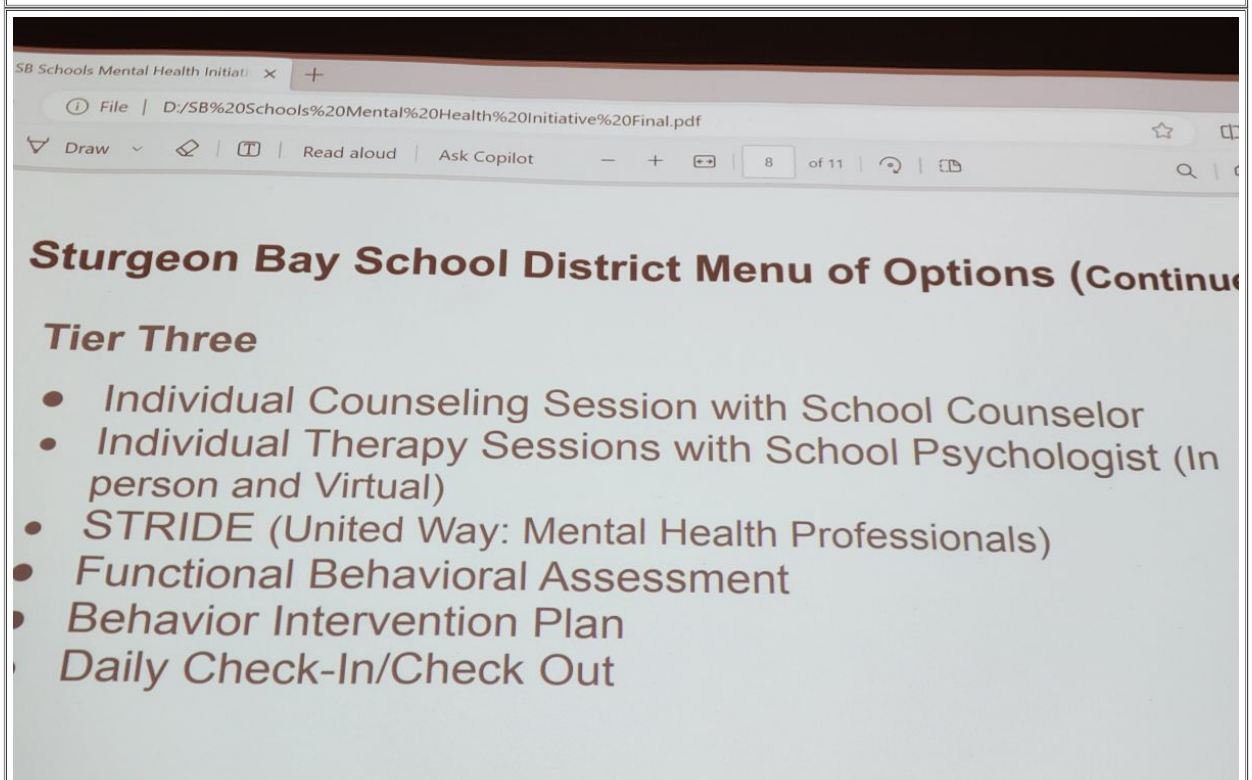 SB Schools Mental Health Initiati
File | D:/SB%20Schools%20Mental%20Health%20Initiative%20Final.pdf
Draw | Read aloud | Ask Copilot 8 of 11
Sturgeon Bay School District Menu of Options (Continue
Tier Three
• Individual Counseling Session with School Counselor
• Individual Therapy Sessions with School Psychologist (In
person and Virtual)
• STRIDE (United Way: Mental Health Professionals)
• Functional Behavioral Assessment
• Behavior Intervention Plan
• Daily Check-In/Check Out